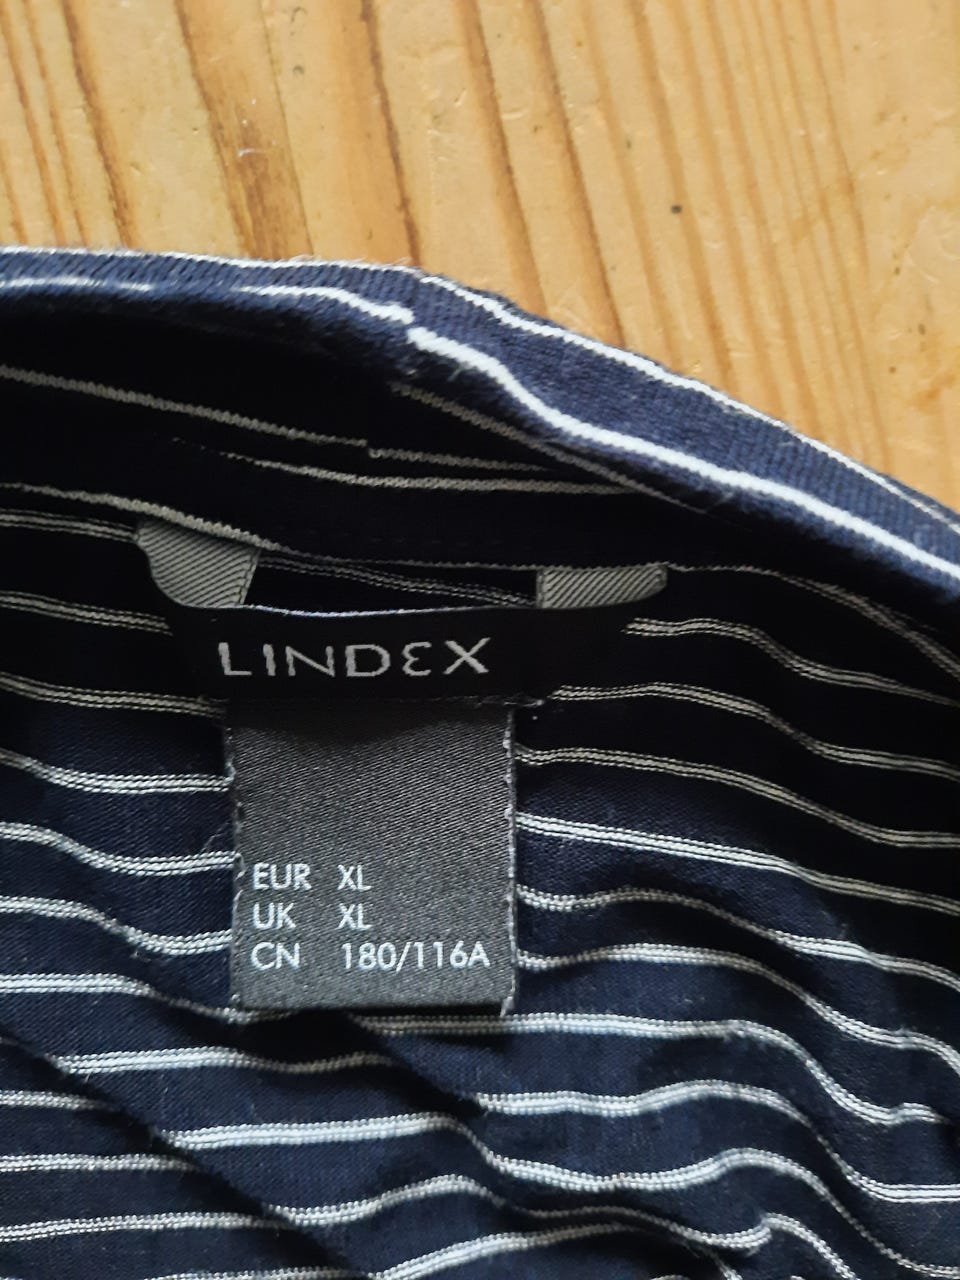 LINDEX
EUR XL
UK XL
CN 180/116A